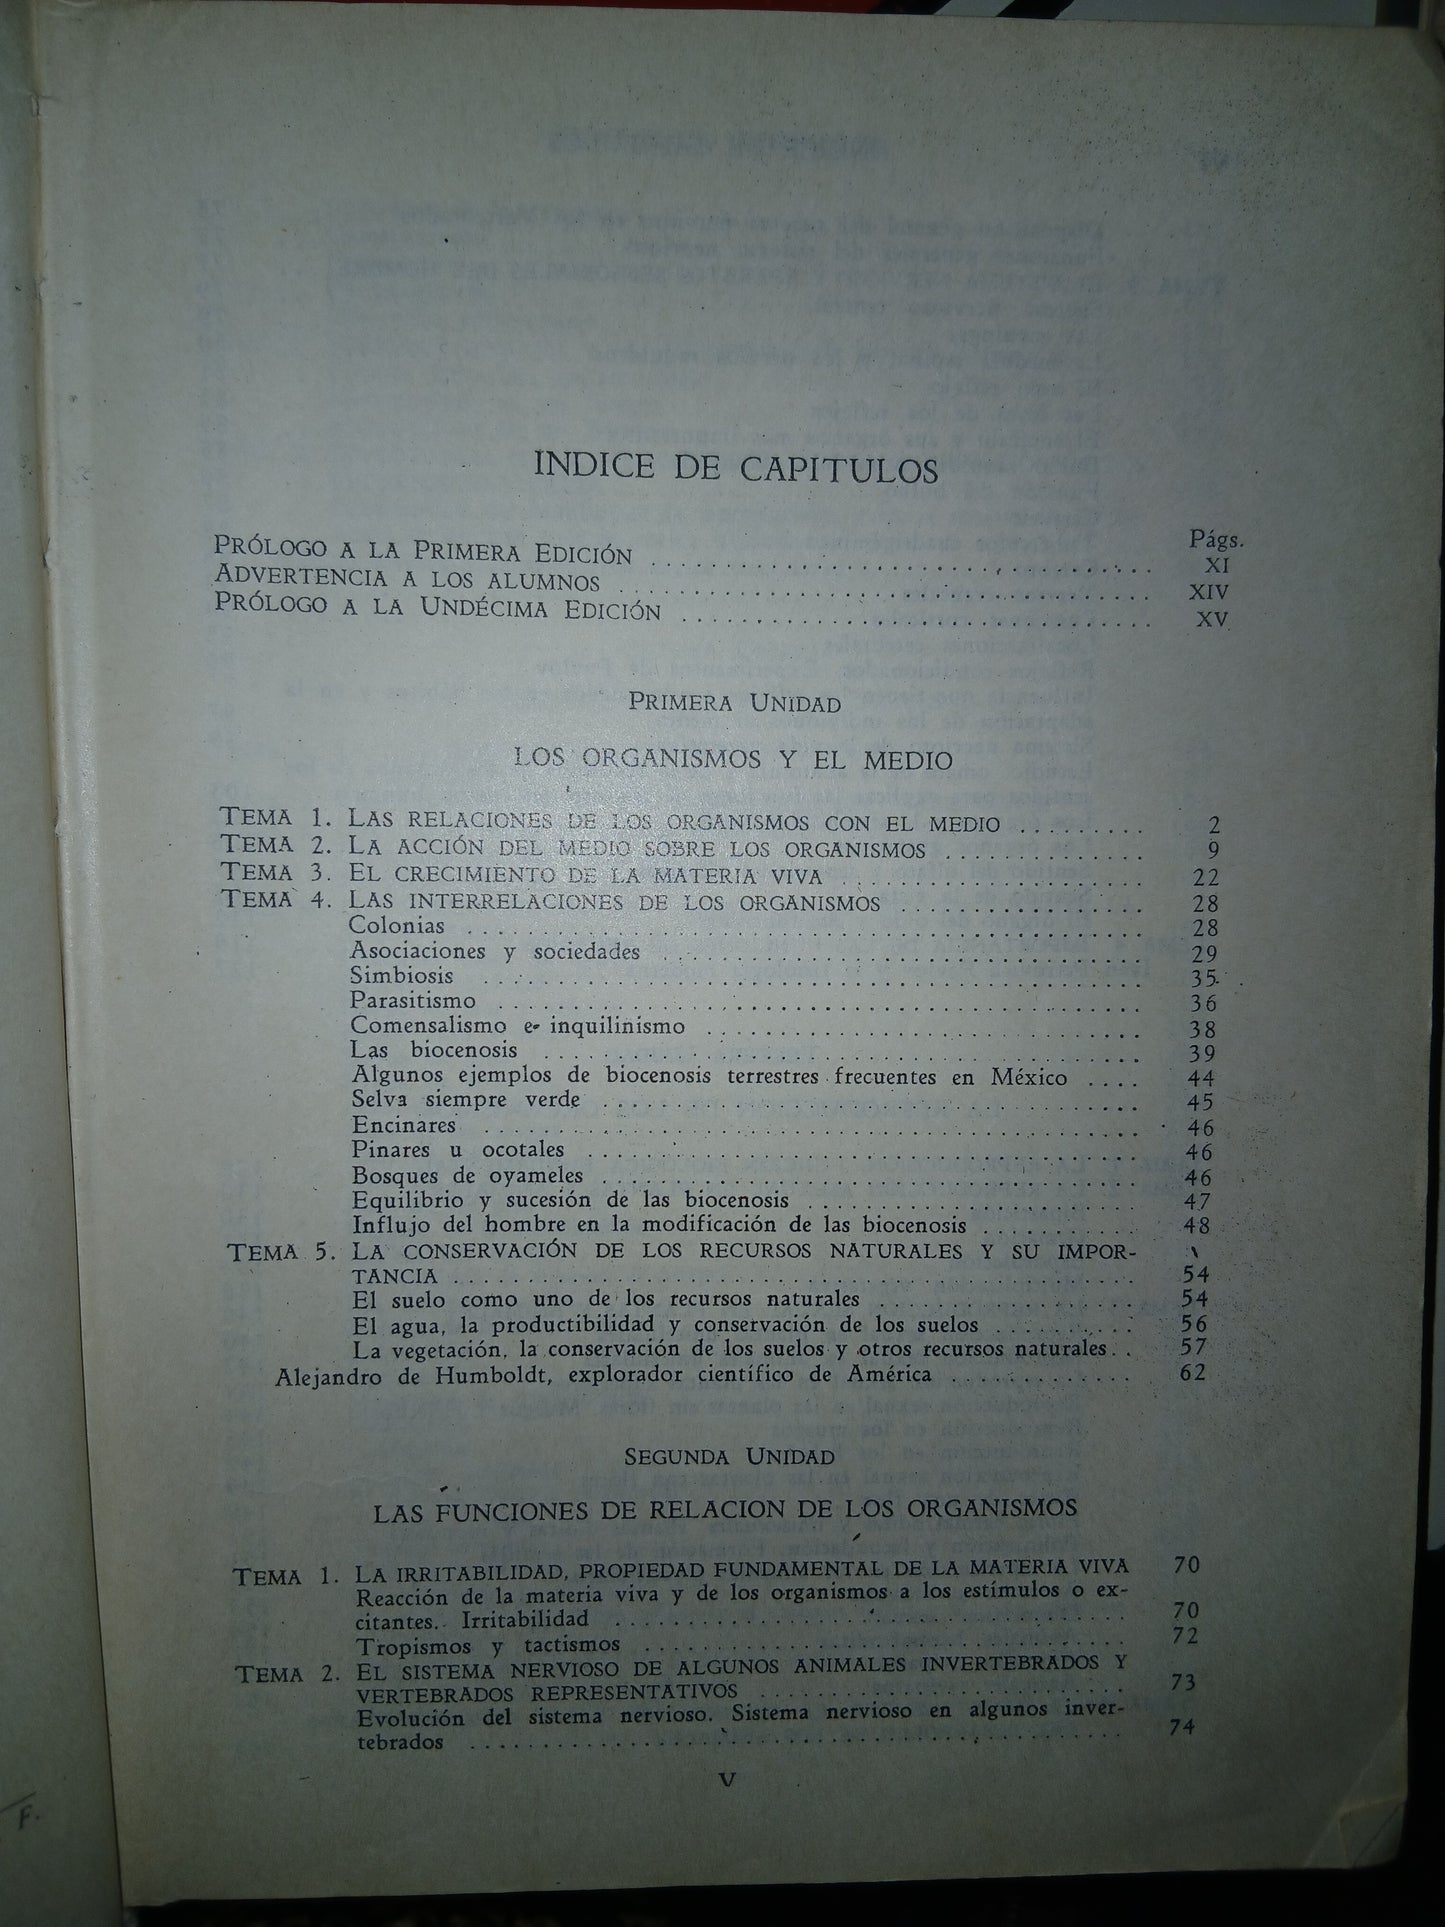 INDICE DE CAPITULOS
Págs.
PRÓLOGO A LA PRIMERA EDICIÓN . . . . . . . . . . XI
ADVERTENCIA A LOS ALUMNOS . . . . . . . . . . XIV
PRÓLOGO A LA UNDÉCIMA EDICIÓN . . . . . . . . . . XV
PRIMERA UNIDAD
LOS ORGANISMOS Y EL MEDIO
TEMA 1. LAS RELACIONES DE LOS ORGANISMOS CON EL MEDIO . . . . . . . . . 2
TEMA 2. LA ACCIÓN DEL MEDIO SOBRE LOS ORGANISMOS . . . . . . . . . . 9
TEMA 3. EL CRECIMIENTO DE LA MATERIA VIVA . . . . . . . . . . 22
TEMA 4. LAS INTERRELACIONES DE LOS ORGANISMOS . . . . . . . . . . 28
Colonias . . . . . . . . . . 28
Asociaciones y sociedades . . . . . . . . . . 29
Simbiosis . . . . . . . . . . 35
Parasitismo . . . . . . . . . . 36
Comensalismo e inquilinismo . . . . . . . . . . 38
Las biocenosis . . . . . . . . . . 39
Algunos ejemplos de biocenosis terrestres frecuentes en México . . . . 44
Selva siempre verde . . . . . . . . . . 45
Encinares . . . . . . . . . . 46
Pinares u ocotales . . . . . . . . . . 46
Bosques de oyameles . . . . . . . . . . 46
Equilibrio y sucesión de las biocenosis . . . . . . . . . . 47
Influjo del hombre en la modificación de las biocenosis . . . . . . . . . . 48
TEMA 5. LA CONSERVACIÓN DE LOS RECURSOS NATURALES Y SU IMPOR-
TANCIA . . . . . . . . . . 54
El suelo como uno de los recursos naturales . . . . . . . . . . 54
El agua, la productibilidad y conservación de los suelos . . . . . . . . . . 56
La vegetación, la conservación de los suelos y otros recursos naturales. . 57
Alejandro de Humboldt, explorador científico de América . . . . . . . . . . 62
SEGUNDA UNIDAD
LAS FUNCIONES DE RELACION DE LOS ORGANISMOS
TEMA 1. LA IRRITABILIDAD, PROPIEDAD FUNDAMENTAL DE LA MATERIA VIVA 70
Reacción de la materia viva y de los organismos a los estímulos o ex-
citantes. Irritabilidad . . . . . . . . . . 70
Tropismos y tactismos . . . . . . . . . . 72
TEMA 2. EL SISTEMA NERVIOSO DE ALGUNOS ANIMALES INVERTEBRADOS Y
VERTEBRADOS REPRESENTATIVOS . . . . . . . . . . 73
Evolución del sistema nervioso. Sistema nervioso en algunos inver-
tebrados . . . . . . . . . . 74
V
F.